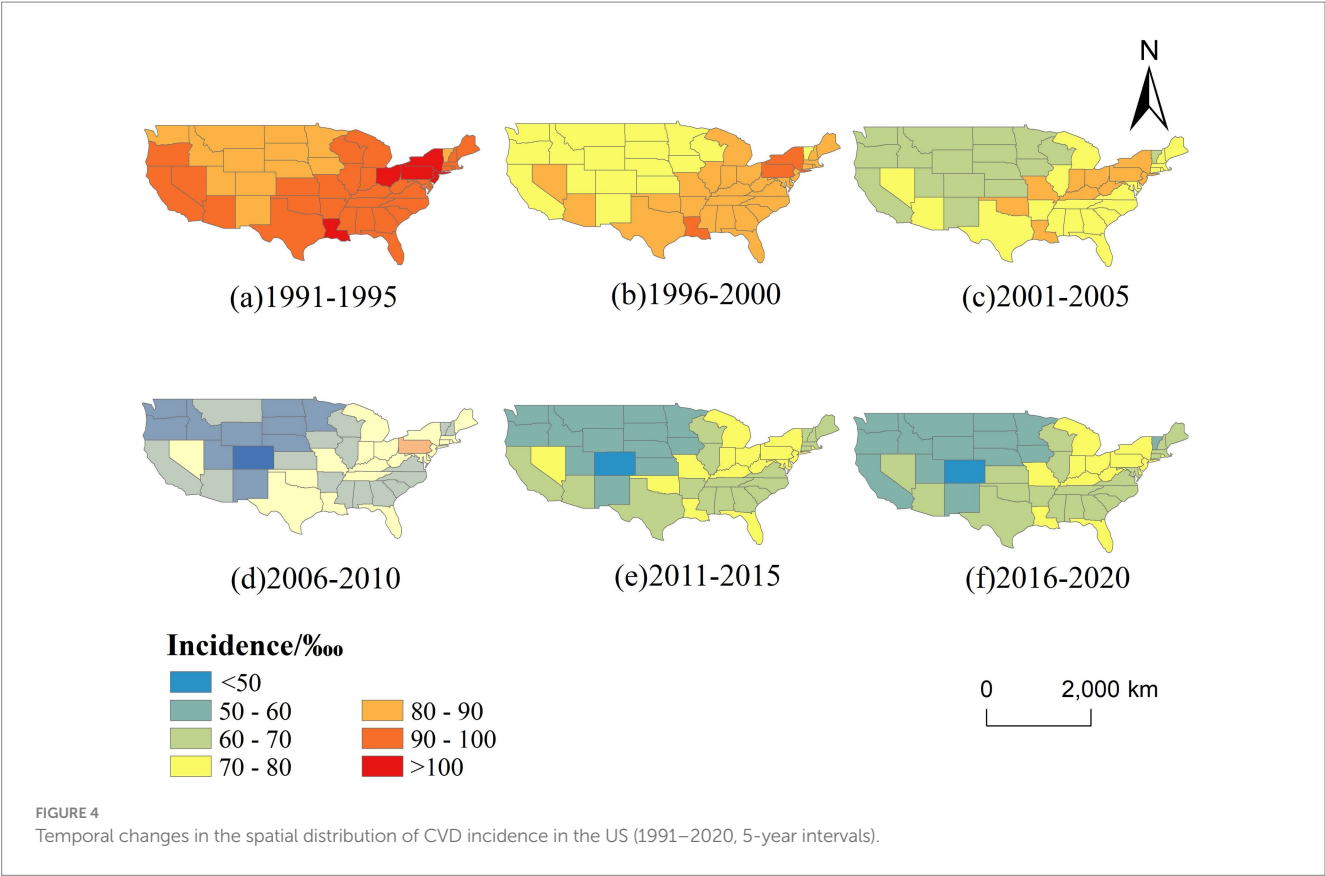 N
(a)1991-1995
(b)1996-2000
(c)2001-2005
(d)2006-2010
(e)2011-2015
(f)2016-2020
Incidence/‱
<50
50 - 60
60 - 70
70 - 80
80 - 90
90 - 100
>100
0 2,000 km
FIGURE 4
Temporal changes in the spatial distribution of CVD incidence in the US (1991–2020, 5-year intervals).